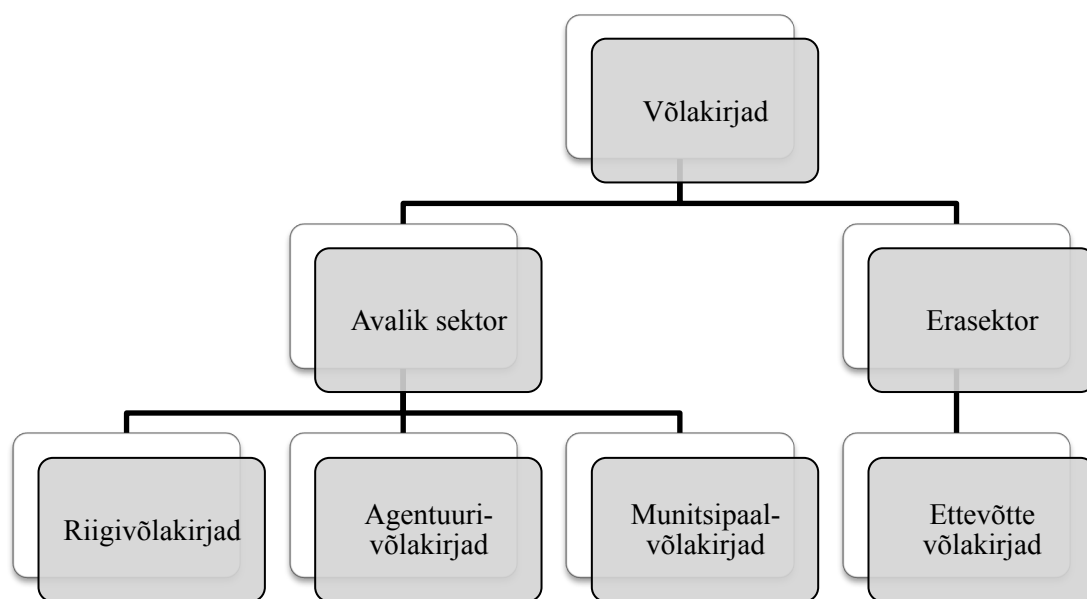 Võlakirjad
Avalik sektor
Erasektor
Riigivõlakirjad
Agentuuri-
võlakirjad
Munitsipaal-
võlakirjad
Ettevõtte
võlakirjad